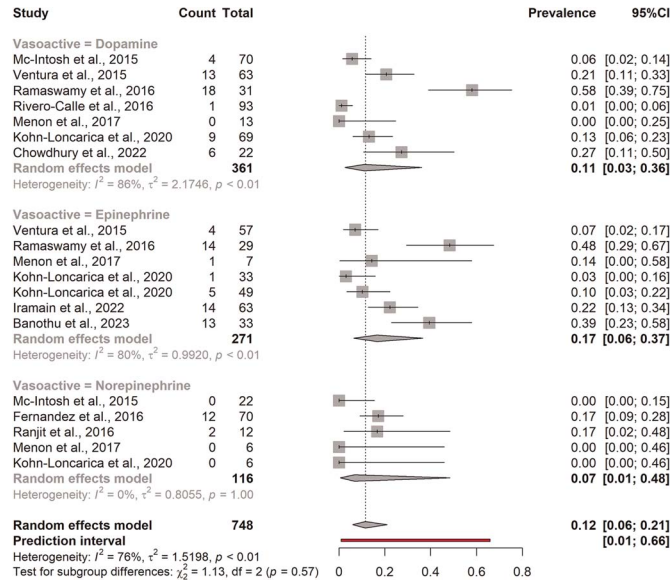 Study Count Total Prevalence 95%CI
Vasoactive = Dopamine
Mc-Intosh et al., 2015 4 70 0.06 [0.02; 0.14]
Ventura et al., 2015 13 63 0.21 [0.11; 0.33]
Ramaswamy et al., 2016 18 31 0.58 [0.39; 0.75]
Rivero-Calle et al., 2016 1 93 0.01 [0.00; 0.06]
Menon et al., 2017 0 13 0.00 [0.00; 0.25]
Kohn-Loncarica et al., 2020 9 69 0.13 [0.06; 0.23]
Chowdhury et al., 2022 6 22 0.27 [0.11; 0.50]
Random effects model 361 0.11 [0.03; 0.36]
Heterogeneity: I² = 86%, τ² = 2.1746, p < 0.01
Vasoactive = Epinephrine
Ventura et al., 2015 4 57 0.07 [0.02; 0.17]
Ramaswamy et al., 2016 14 29 0.48 [0.29; 0.67]
Menon et al., 2017 1 7 0.14 [0.00; 0.58]
Kohn-Loncarica et al., 2020 1 33 0.03 [0.00; 0.16]
Kohn-Loncarica et al., 2020 5 49 0.10 [0.03; 0.22]
Iramain et al., 2022 14 63 0.22 [0.13; 0.34]
Banothu et al., 2023 13 33 0.39 [0.23; 0.58]
Random effects model 271 0.17 [0.06; 0.37]
Heterogeneity: I² = 80%, τ² = 0.9920, p < 0.01
Vasoactive = Norepinephrine
Mc-Intosh et al., 2015 0 22 0.00 [0.00; 0.15]
Fernandez et al., 2016 12 70 0.17 [0.09; 0.28]
Ranjit et al., 2016 2 12 0.17 [0.02; 0.48]
Menon et al., 2017 0 6 0.00 [0.00; 0.46]
Kohn-Loncarica et al., 2020 0 6 0.00 [0.00; 0.46]
Random effects model 116 0.07 [0.01; 0.48]
Heterogeneity: I² = 0%, τ² = 0.8055, p = 1.00
Random effects model 748 0.12 [0.06; 0.21]
Prediction interval [0.01; 0.66]
Heterogeneity: I² = 76%, τ² = 1.5198, p < 0.01
Test for subgroup differences: χ²₂ = 1.13, df = 2 (p = 0.57)
0 0.2 0.4 0.6 0.8